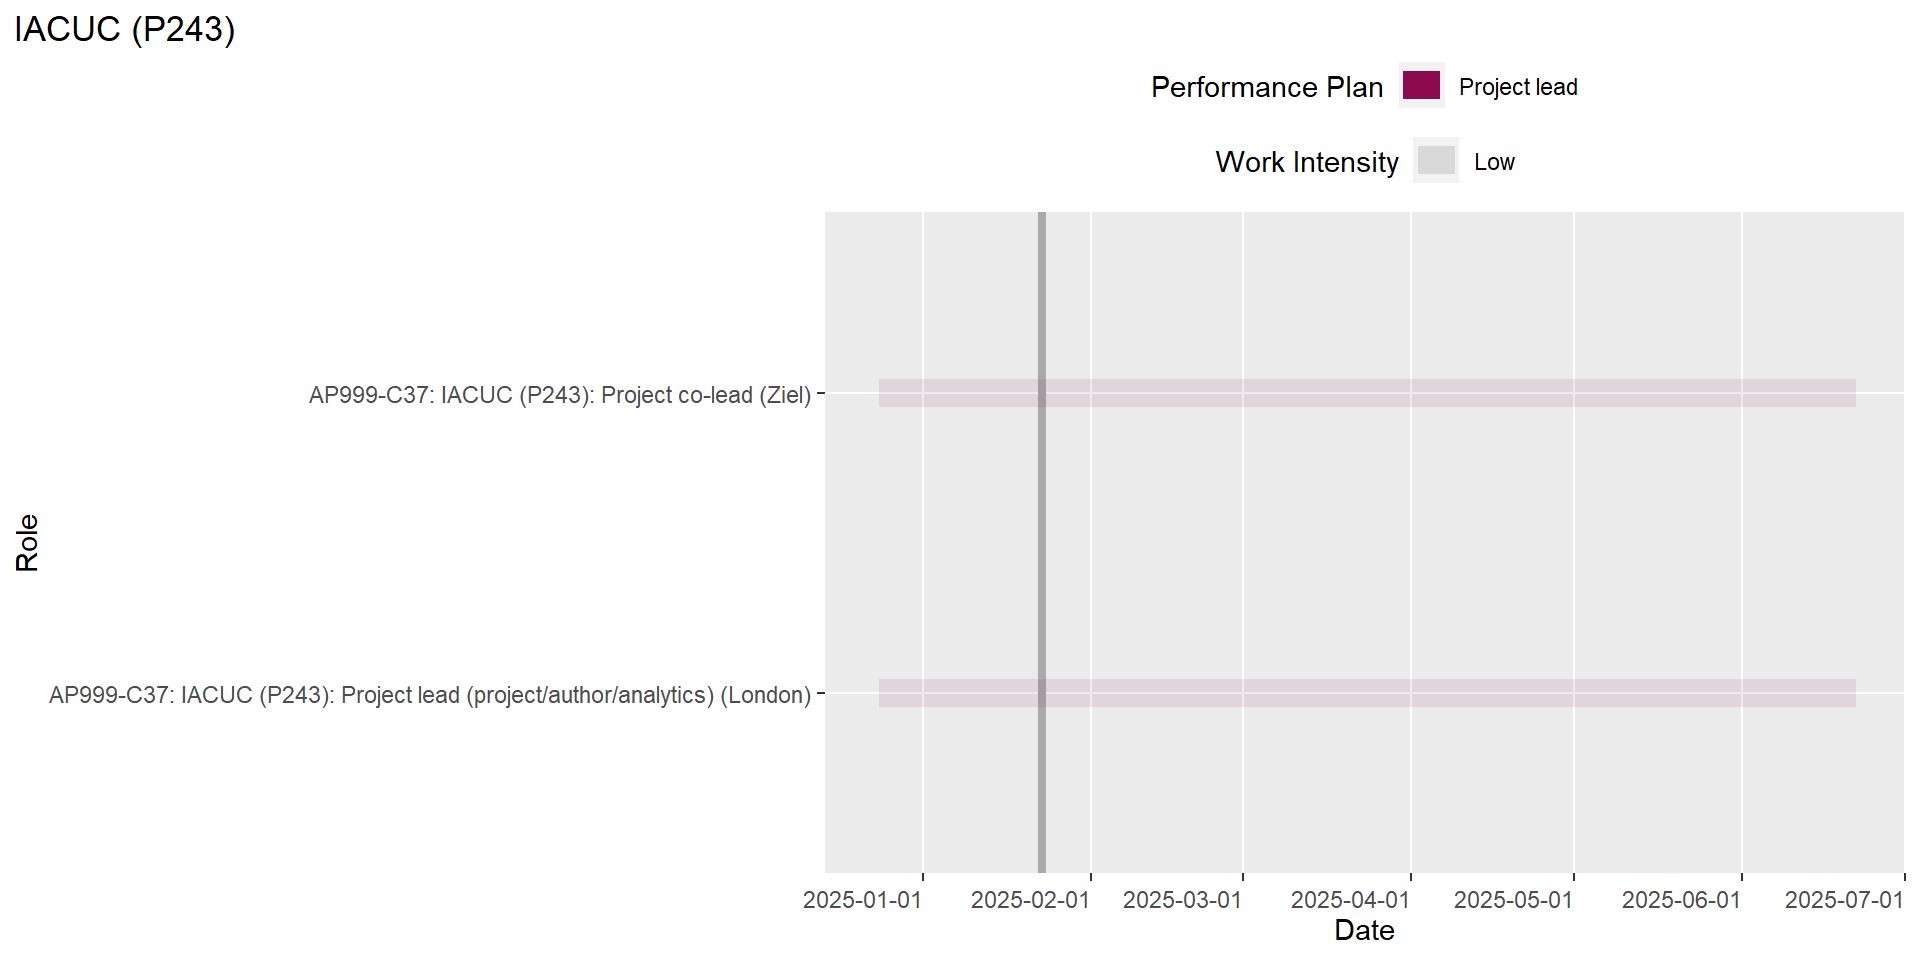 IACUC (P243)
Performance Plan
Project lead
Work Intensity
Low
AP999-C37: IACUC (P243): Project co-lead (Ziel)
Role
AP999-C37: IACUC (P243): Project lead (project/author/analytics) (London)
2025-01-01
2025-02-01
2025-03-01
2025-04-01
2025-05-01
2025-06-01
2025-07-01
Date